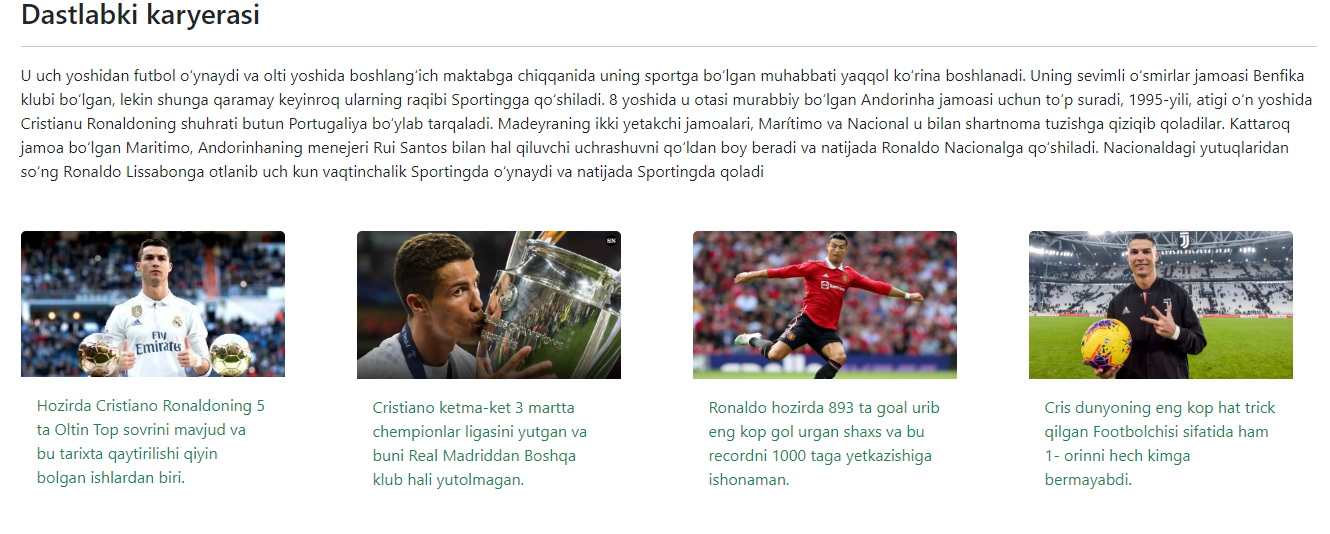 Dastlabki karyerasi
U uch yoshidan futbol oʻynaydi va olti yoshida boshlangʻich maktabga chiqqanida uning sportga boʻlgan muhabbati yaqqol koʻrina boshlanadi. Uning sevimli oʻsmirlar jamoasi Benfika
klubi boʻlgan, lekin shunga qaramay keyinroq ularning raqibi Sportingga qoʻshiladi. 8 yoshida u otasi murabbiy boʻlgan Andorinha jamoasi uchun toʻp suradi, 1995-yili, atigi oʻn yoshida
Cristianu Ronaldoning shuhrati butun Portugaliya boʻylab tarqaladi. Madeyraning ikki yetakchi jamoalari, Marítimo va Nacional u bilan shartnoma tuzishga qiziqib qoladilar. Kattaroq
jamoa boʻlgan Maritimo, Andorinhaning menejeri Rui Santos bilan hal qiluvchi uchrashuvni qoʻldan boy beradi va natijada Ronaldo Nacionalga qoʻshiladi. Nacionaldagi yutuqlaridan
soʻng Ronaldo Lissabonga otlanib uch kun vaqtinchalik Sportingda oʻynaydi va natijada Sportingda qoladi
Fly
Emirates
SN
Hozirda Cristiano Ronaldoning 5
ta Oltin Top sovrini mavjud va
bu tarixta qaytirilishi qiyin
bolgan ishlardan biri.
Cristiano ketma-ket 3 martta
chempionlar ligasini yutgan va
buni Real Madriddan Boshqa
klub hali yutolmagan.
Ronaldo hozirda 893 ta goal urib
eng kop gol urgan shaxs va bu
recordni 1000 taga yetkazishiga
ishonaman.
Cris dunyoning eng kop hat trick
qilgan Footbolchisi sifatida ham
1- orinni hech kimga
bermayabdi.